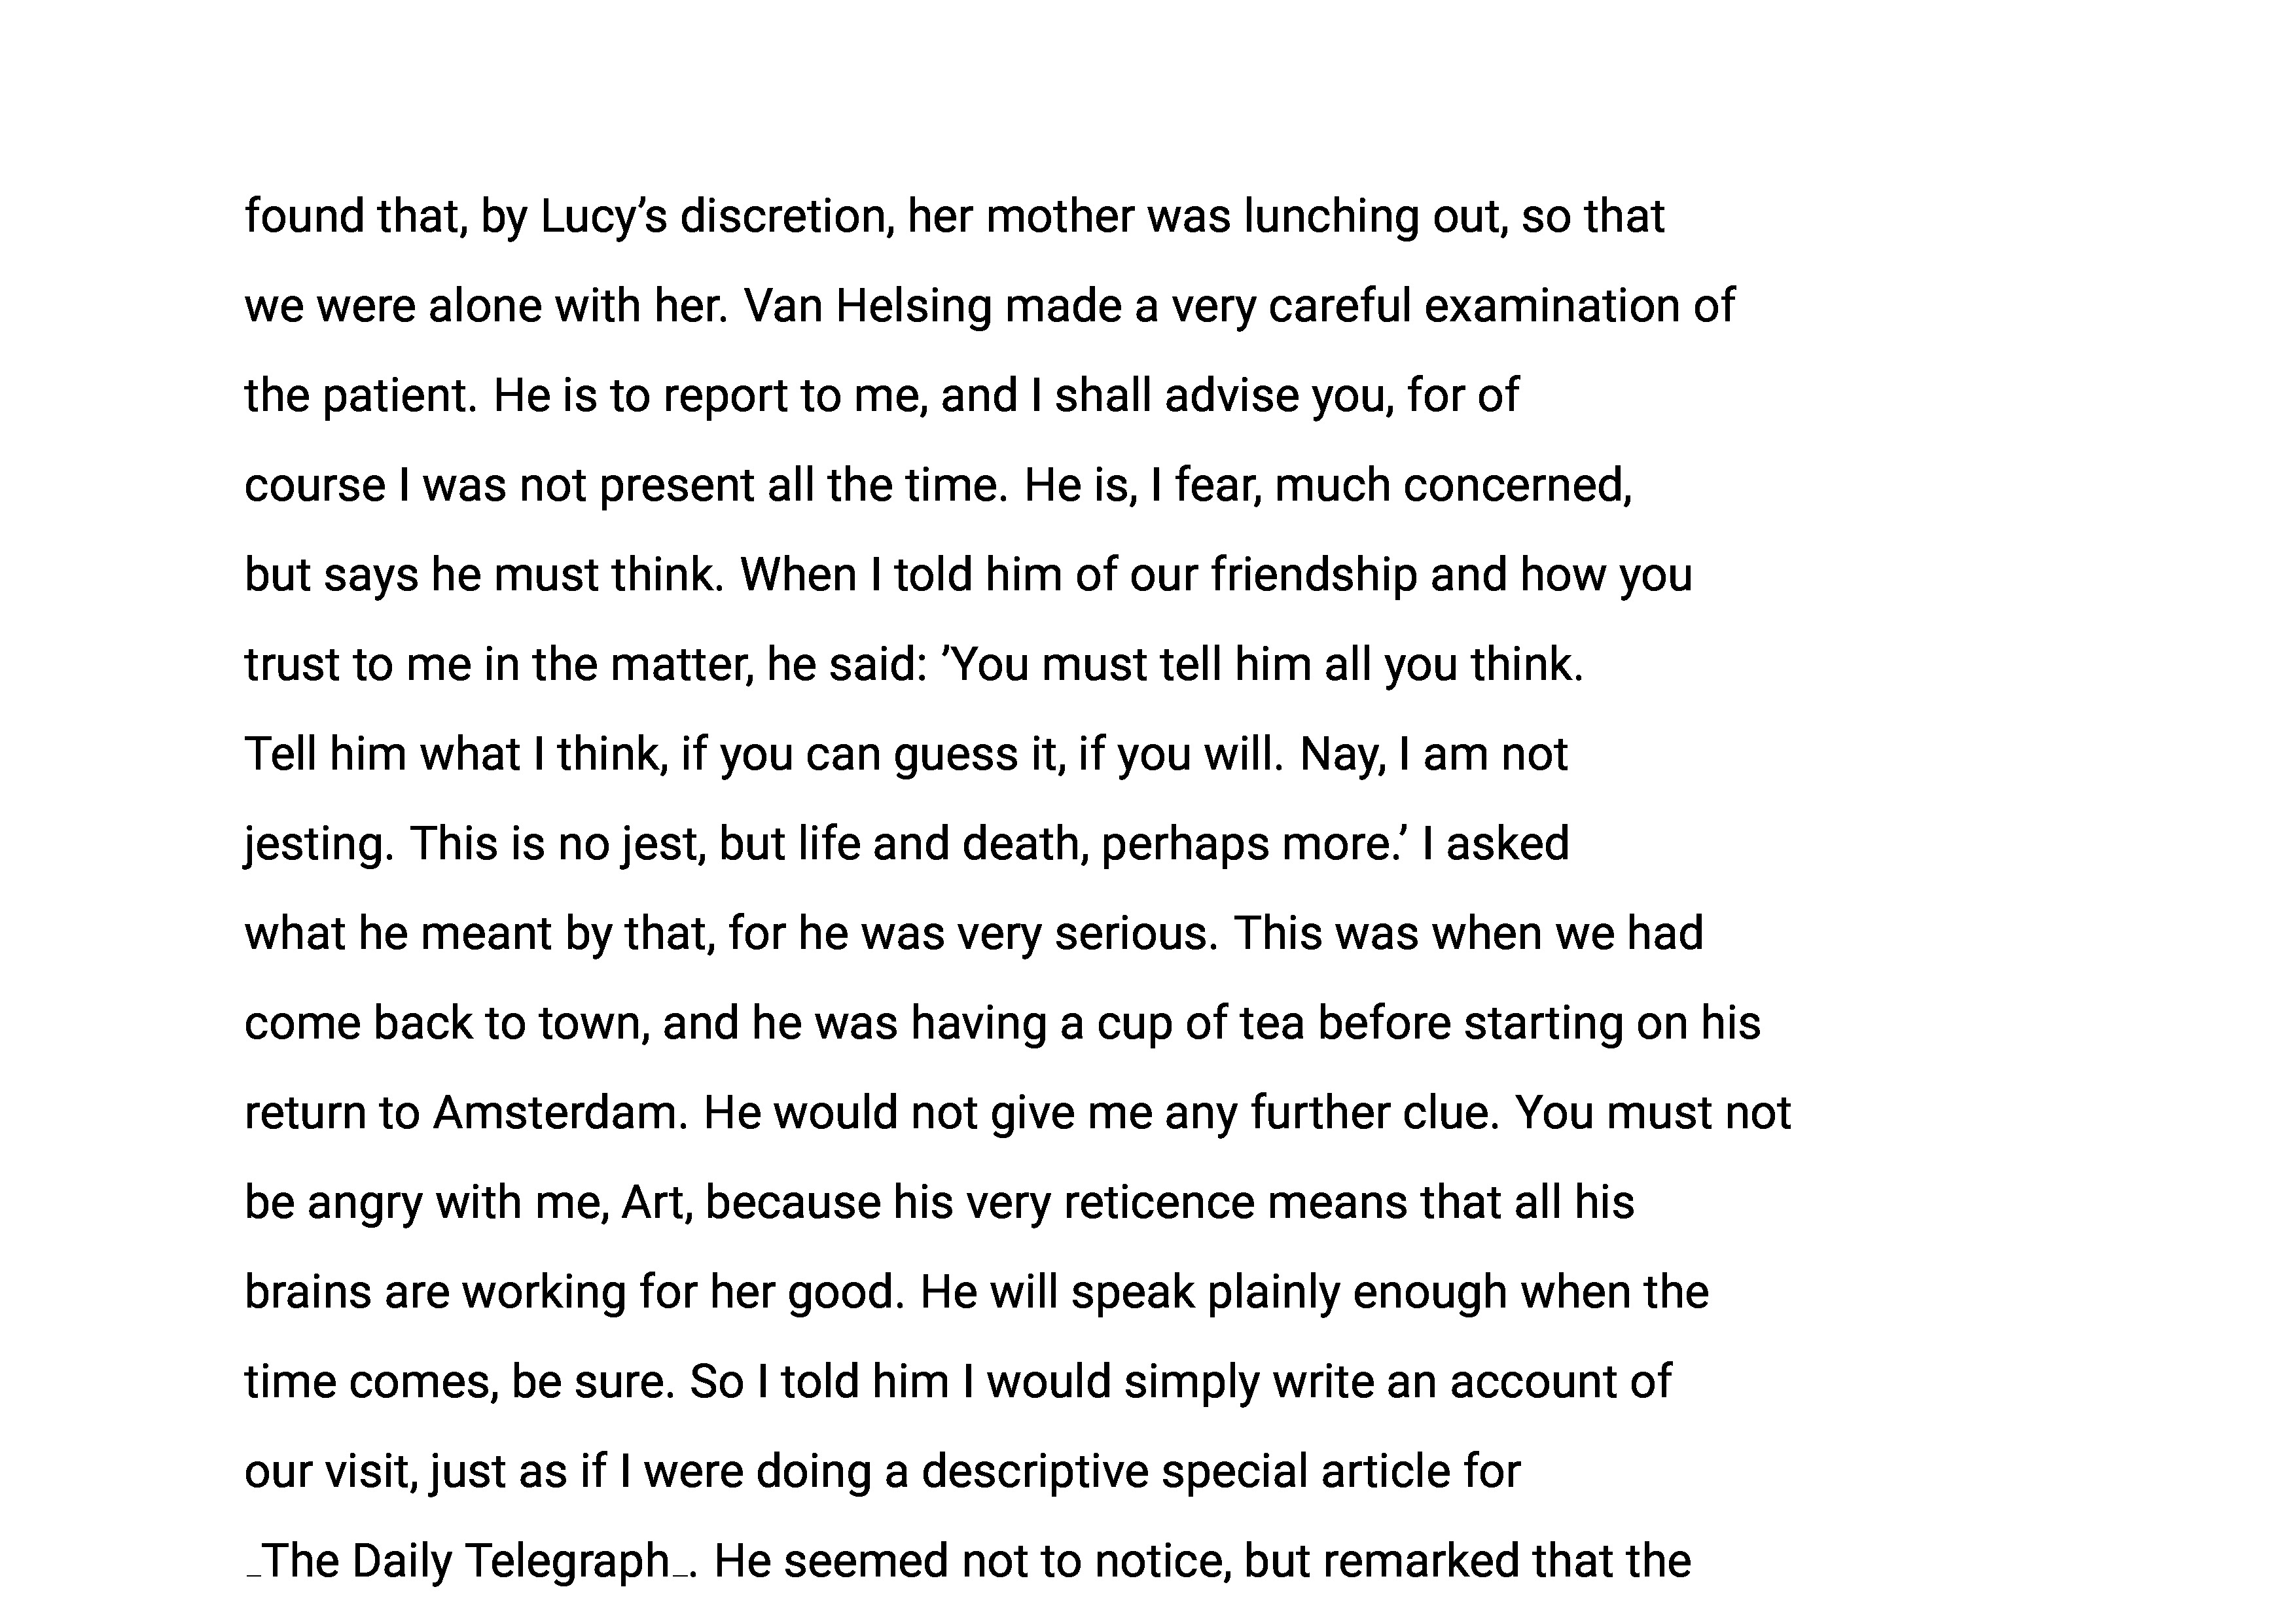 found that, by Lucy’s discretion, her mother was lunching out, so that
we were alone with her. Van Helsing made a very careful examination of
the patient. He is to report to me, and I shall advise you, for of
course I was not present all the time. He is, I fear, much concerned,
but says he must think. When I told him of our friendship and how you
trust to me in the matter, he said: ’You must tell him all you think.
Tell him what I think, if you can guess it, if you will. Nay, I am not
jesting. This is no jest, but life and death, perhaps more.’ I asked
what he meant by that, for he was very serious. This was when we had
come back to town, and he was having a cup of tea before starting on his
return to Amsterdam. He would not give me any further clue. You must not
be angry with me, Art, because his very reticence means that all his
brains are working for her good. He will speak plainly enough when the
time comes, be sure. So I told him I would simply write an account of
our visit, just as if I were doing a descriptive special article for
_The Daily Telegraph_. He seemed not to notice, but remarked that the